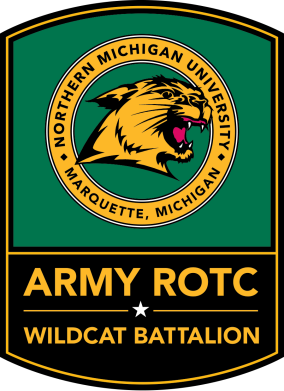 NORTHERN MICHIGAN UNIVERSITY
MARQUETTE, MICHIGAN
ARMY ROTC
WILDCAT BATTALION